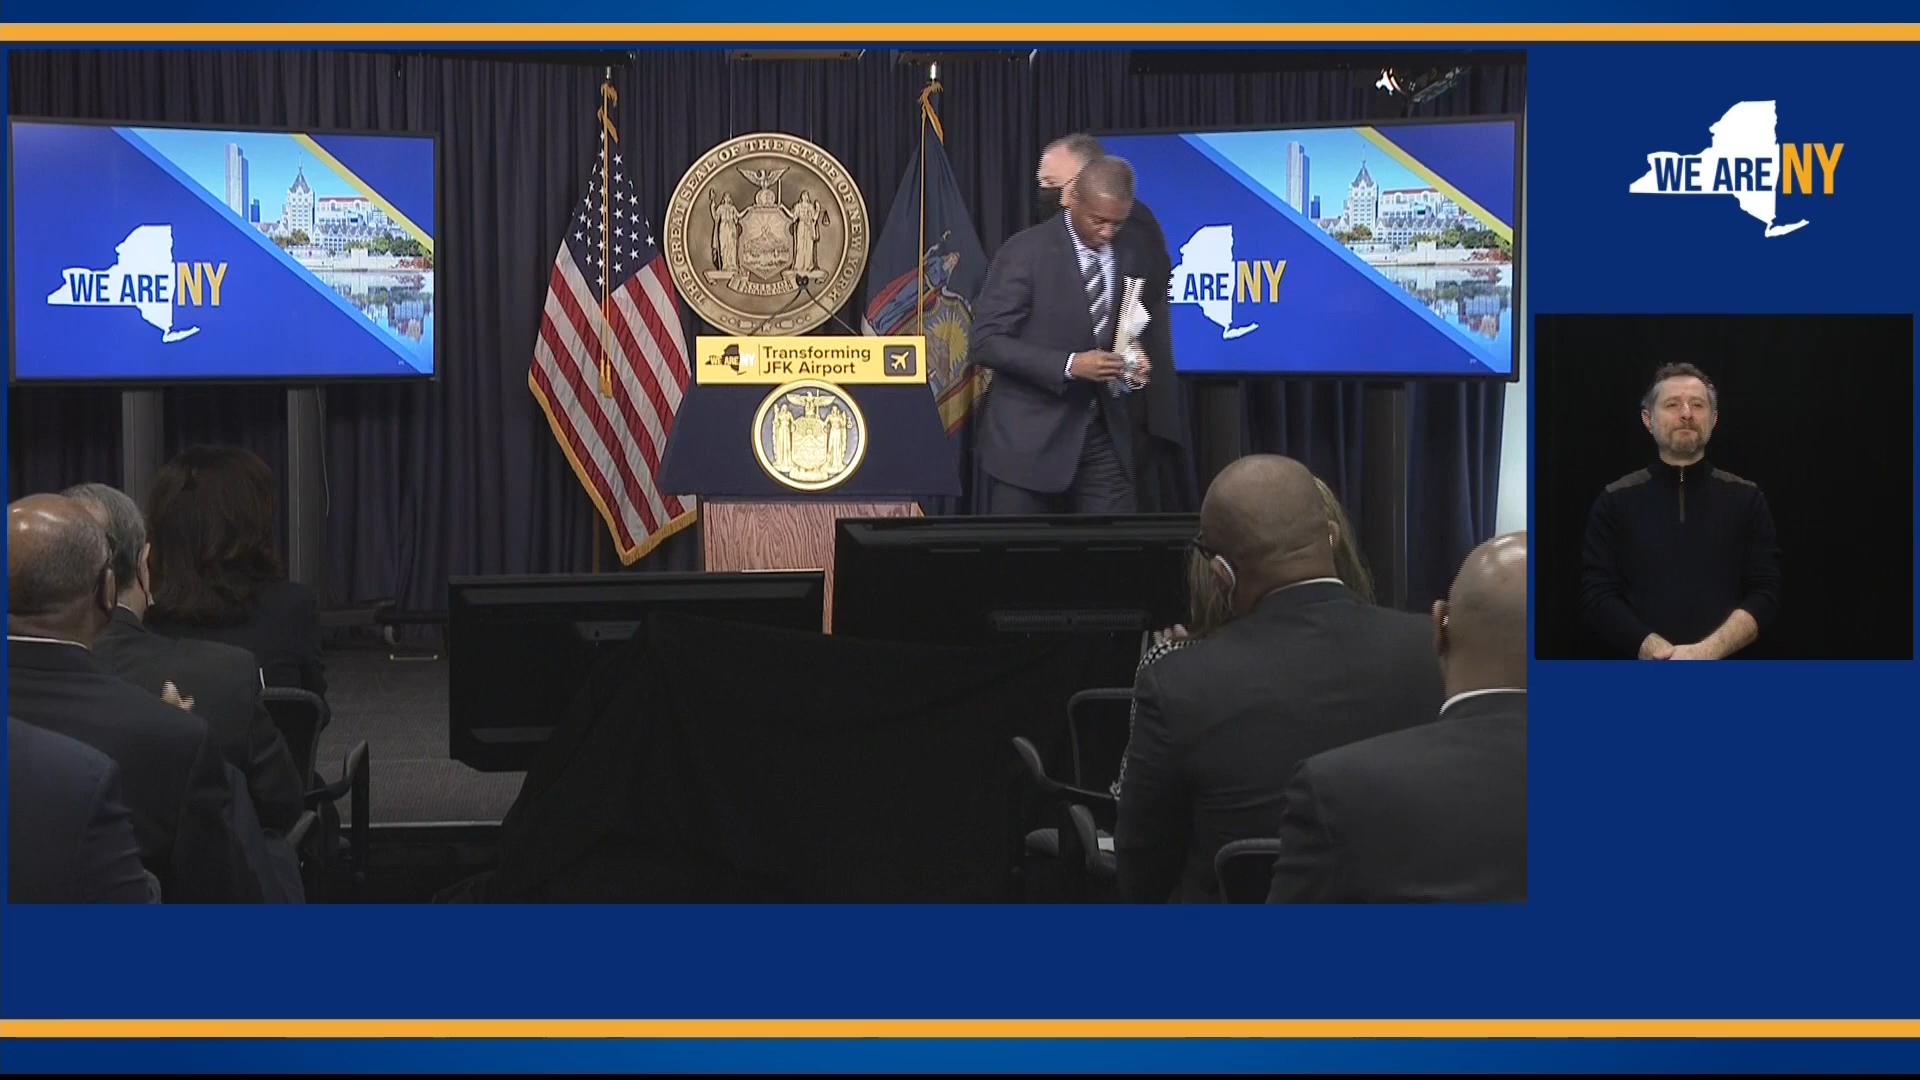 WE ARE NY
THE GREAT SEAL OF THE STATE OF NEW YORK
EXCELSIOR
WE ARE NY
Transforming
JFK Airport
E ARE NY
WE ARE NY